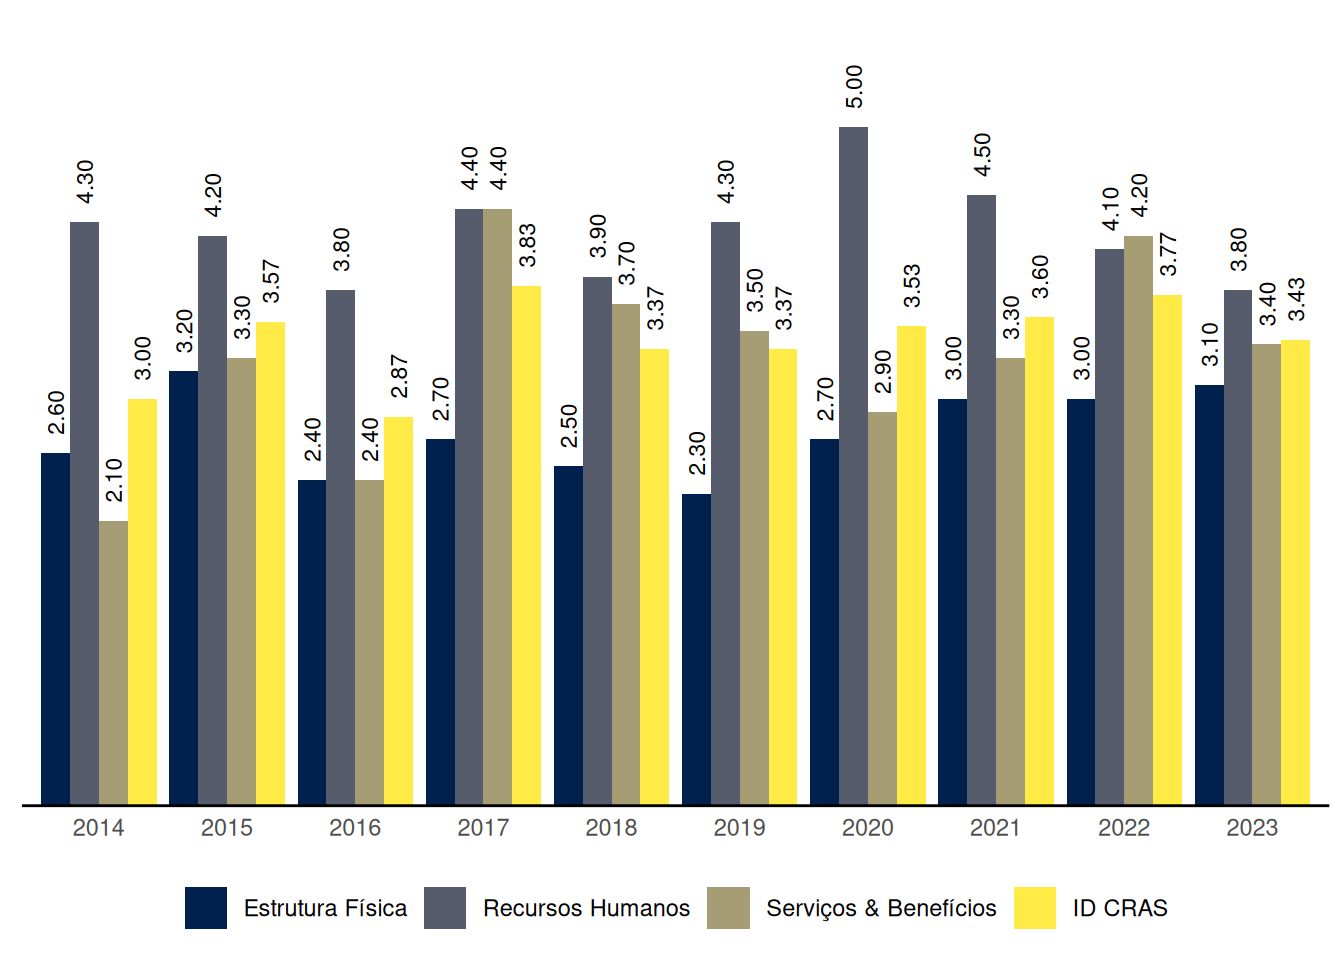 2.60 4.30 2.10 3.00 3.20 4.20 3.30 3.57 2.40 3.80 2.40 2.87 2.70 4.40 4.40 3.83 2.50 3.90 3.70 3.37 2.30 4.30 3.50 3.37 2.70 5.00 2.90 3.53 3.00 4.50 3.30 3.60 3.00 4.10 4.20 3.77 3.10 3.80 3.40 3.43
2014 2015 2016 2017 2018 2019 2020 2021 2022 2023
Estrutura Física Recursos Humanos Serviços & Benefícios ID CRAS